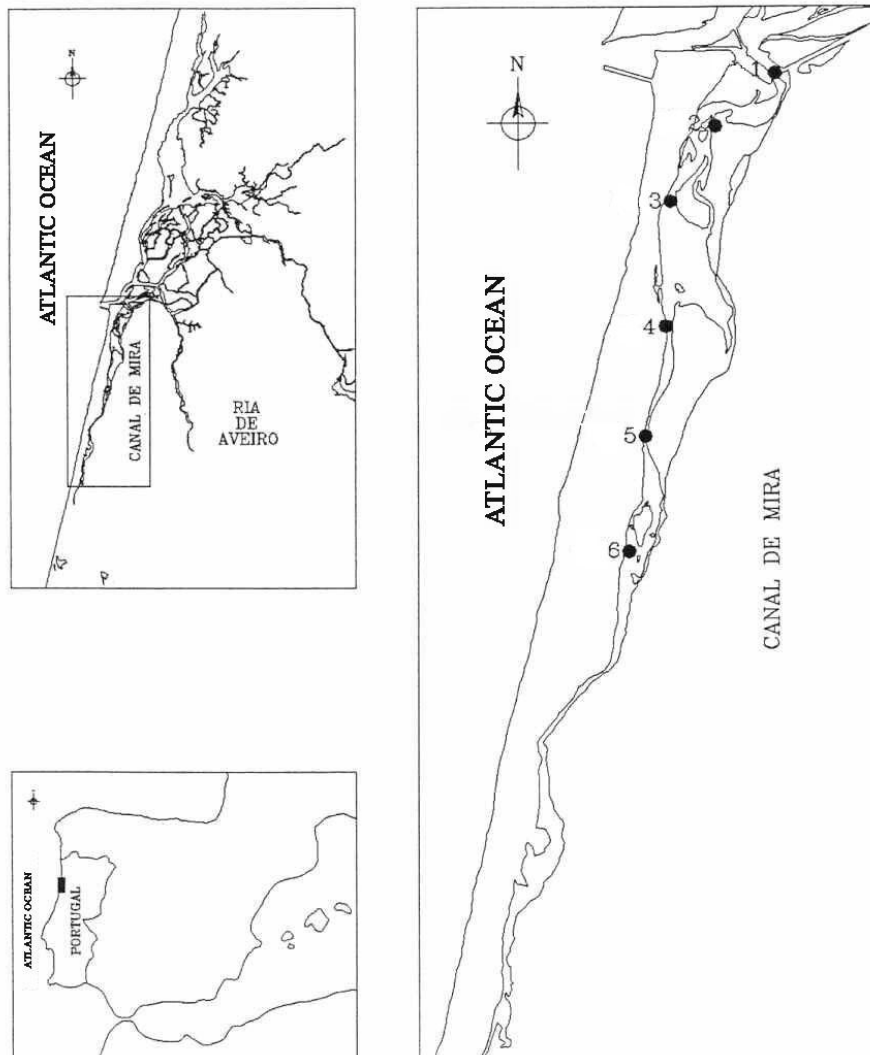 N
ATLANTIC OCEAN
CANAL DE MIRA
RIA
DE
AVEIRO
ATLANTIC OCEAN
PORTUGAL
N
ATLANTIC OCEAN
CANAL DE MIRA
1
2
3
4
5
6